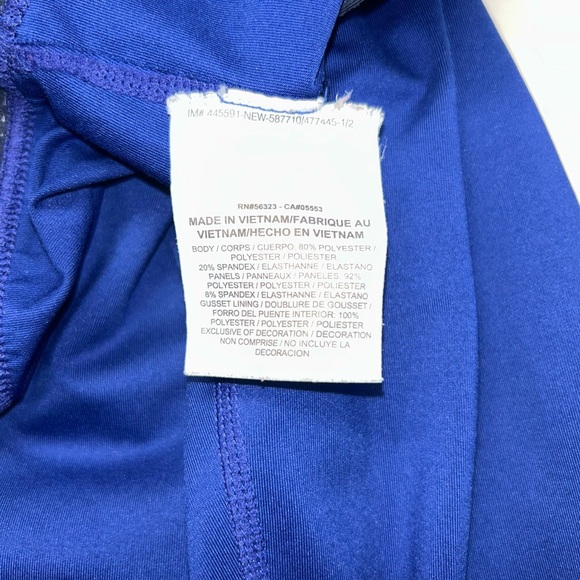 IM# 445591-NEW-587710/477445-1/2
RN#56323 - CA#05553
MADE IN VIETNAM/FABRIQUE AU
VIETNAM/HECHO EN VIETNAM
BODY / CORPS / CUERPO: 80% POLYESTER /
POLYESTER / POLIESTER
20% SPANDEX / ELASTHANNE / ELASTANO
PANELS / PANNEAUX / PANELES: 92%
POLYESTER / POLYESTER / POLIESTER
8% SPANDEX / ELASTHANNE / ELASTANO
GUSSET LINING / DOUBLURE DE GOUSSET /
FORRO DEL PUENTE INTERIOR: 100%
POLYESTER / POLYESTER / POLIESTER
EXCLUSIVE OF DECORATION / DECORATION
NON COMPRISE / NO INCLUYE LA
DECORACION